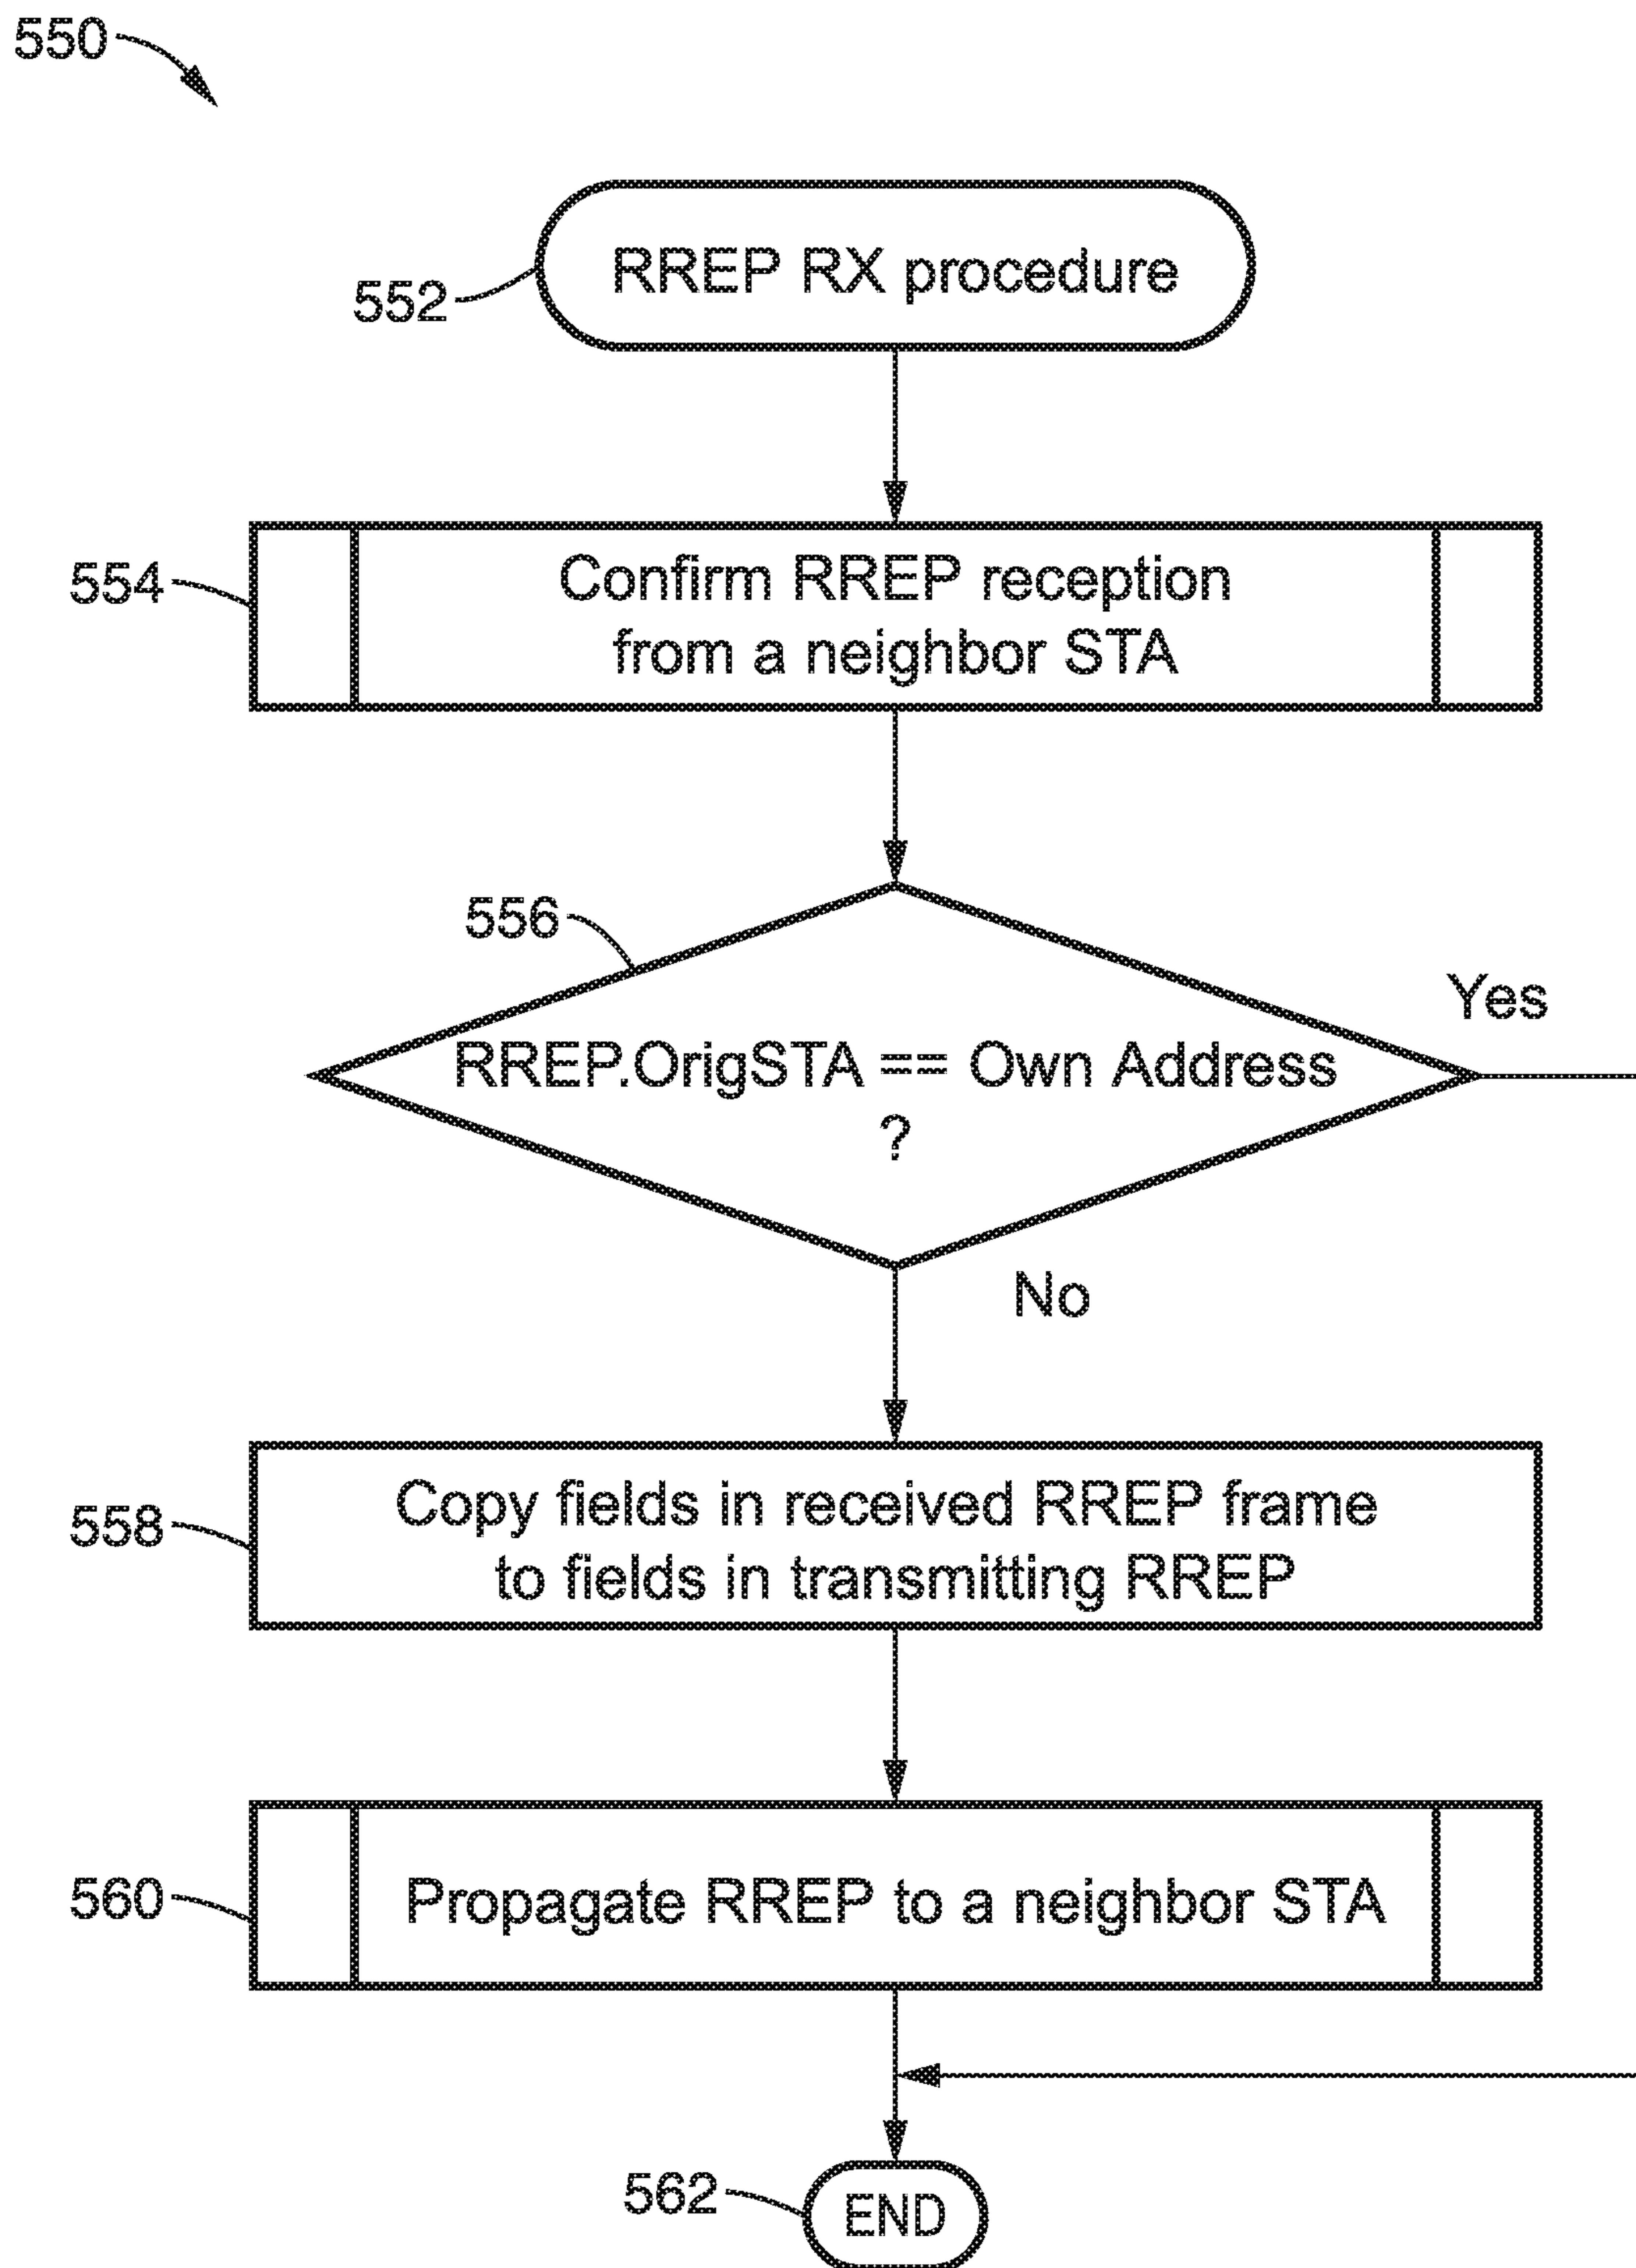 550
552
RREP RX procedure
554
Confirm RREP reception
from a neighbor STA
556
RREP.OrigSTA == Own Address
?
Yes
No
558
Copy fields in received RREP frame
to fields in transmitting RREP
560
Propagate RREP to a neighbor STA
562
END